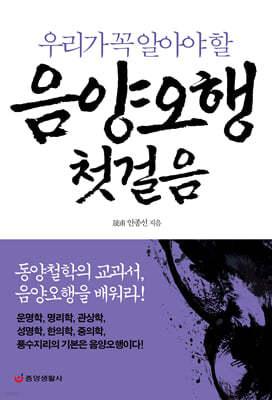 우리가 꼭 알아야 할
음양오행
첫걸음
안종선 지음
동양철학의 교과서,
음양오행을 배워라!
운명학, 명리학, 관상학,
성명학, 한의학, 중의학,
풍수지리의 기본은 음양오행이다!
중앙생활사